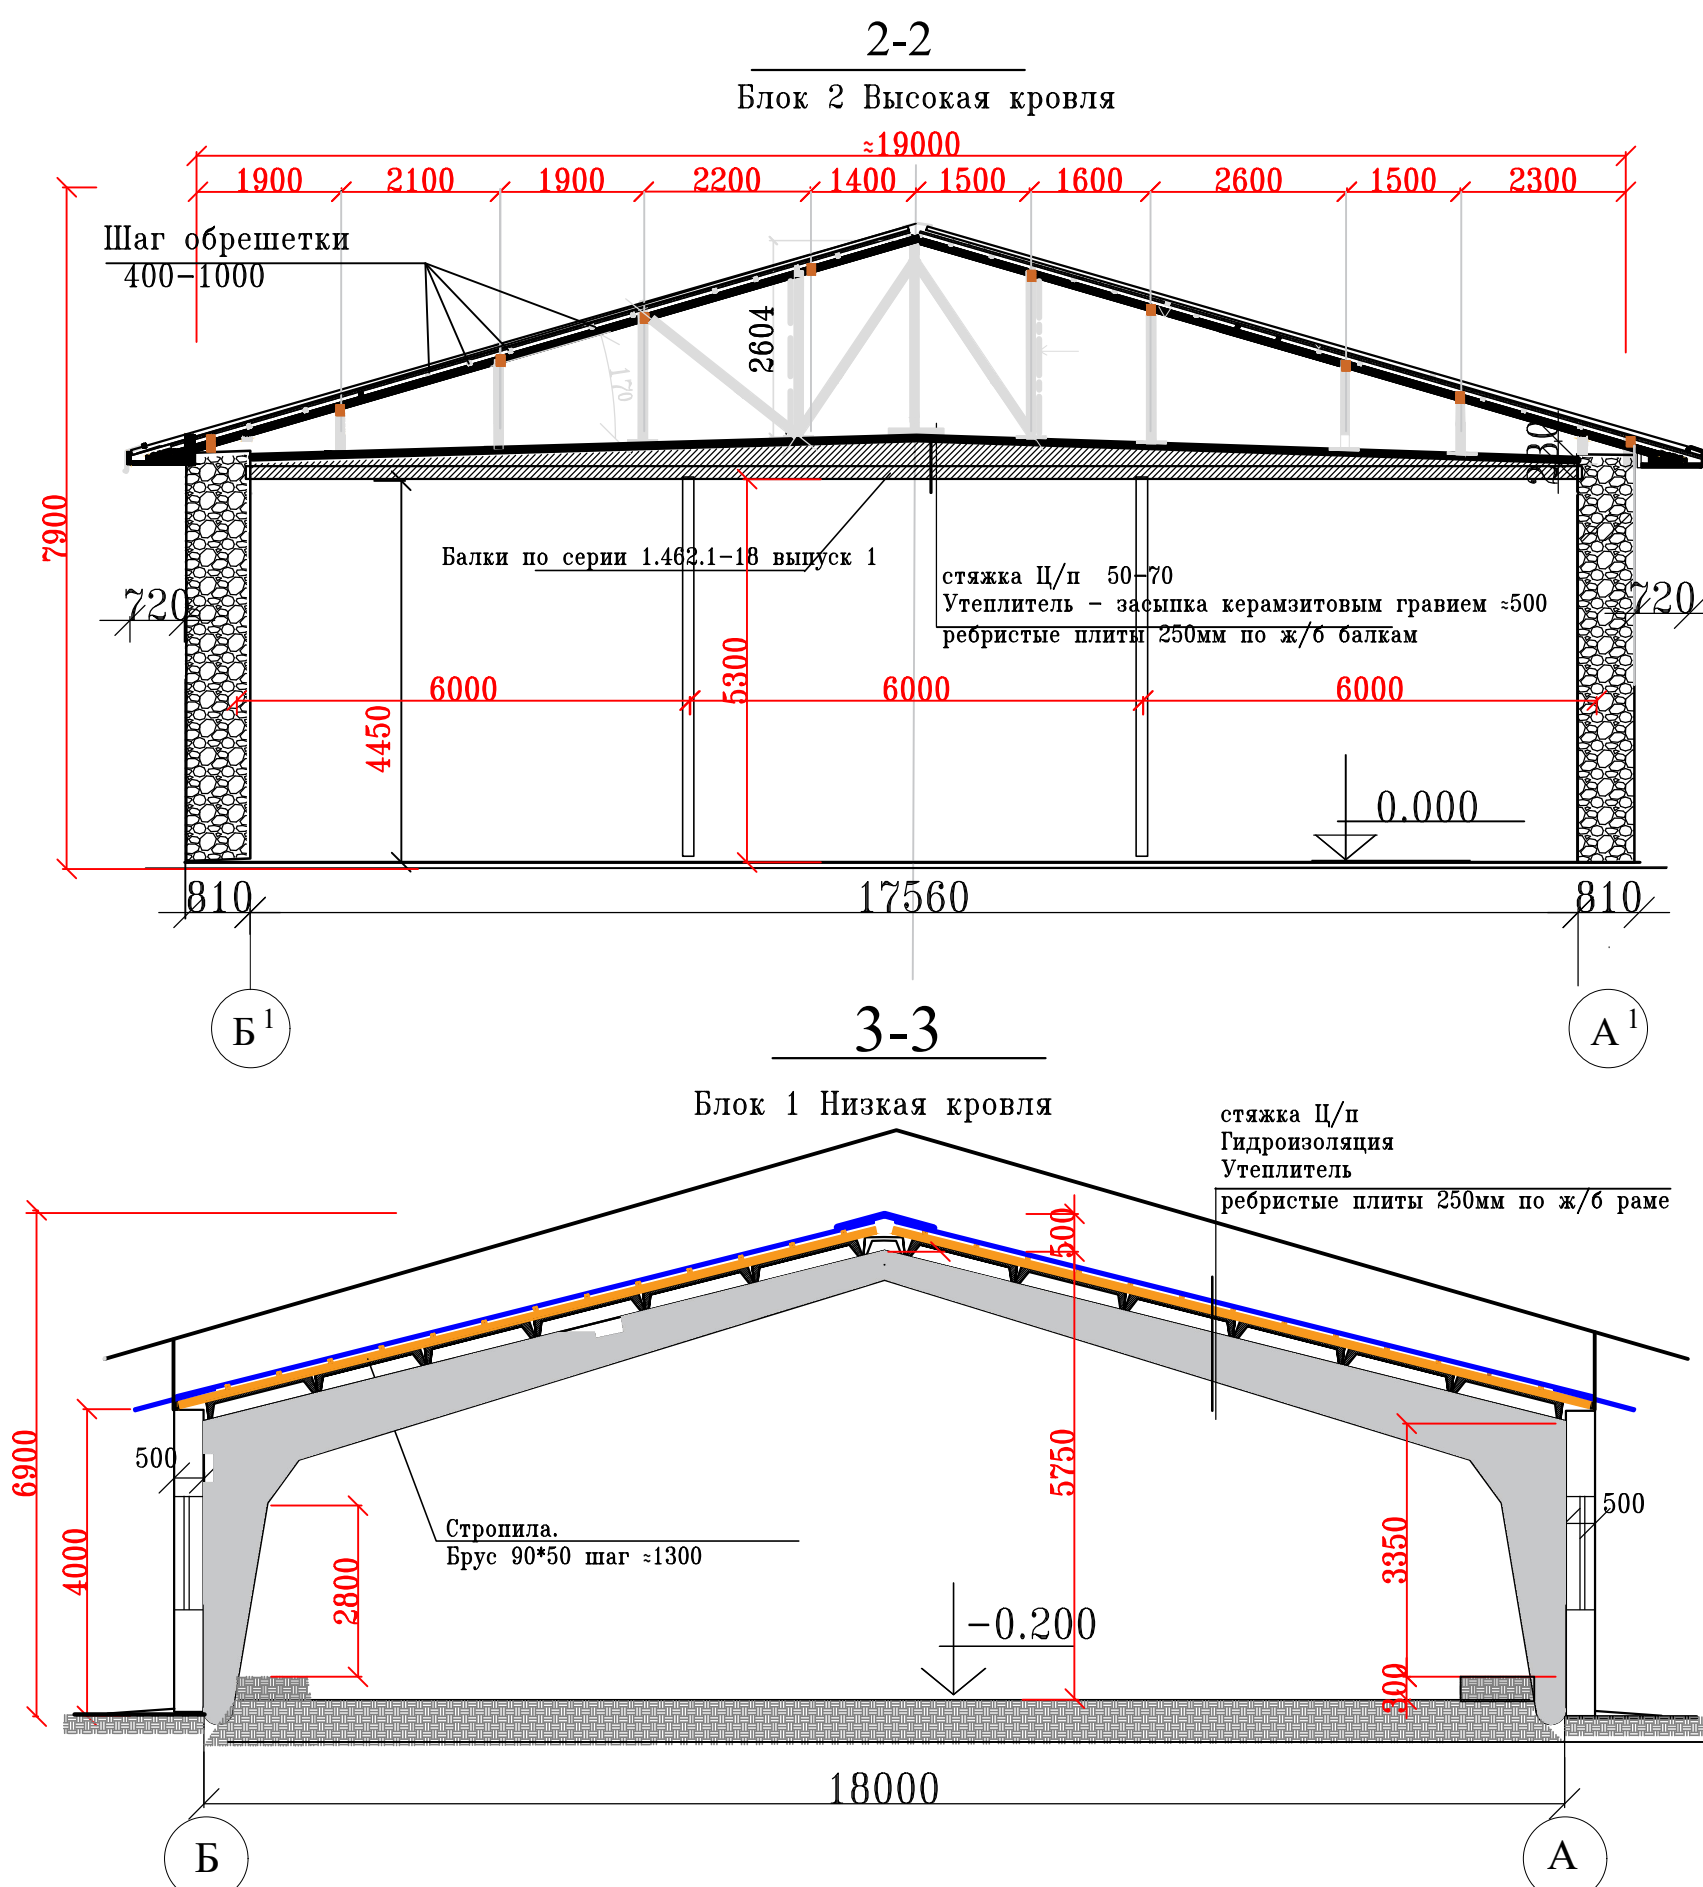 2-2
Блок 2 Высокая кровля
≈19000
1900 2100 1900 2200 1400 1500 1600 2600 1500 2300
Шаг обрешетки
400-1000
2604
170
7900
Балки по серии 1.462.1-18 выпуск 1
стяжка Ц/п 50-70
Утеплитель - засыпка керамзитовым гравием ≈500
ребристые плиты 250мм по ж/б балкам
720
720
5300
6000 6000 6000
4450
0.000
810 17560 810
Б 1
А 1
3-3
Блок 1 Низкая кровля
стяжка Ц/п
Гидроизоляция
Утеплитель
ребристые плиты 250мм по ж/б раме
500
6900
5750
500
500
4000
Стропила.
Брус 90*50 шаг ≈1300
2800
3350
-0.200
300
18000
Б
А